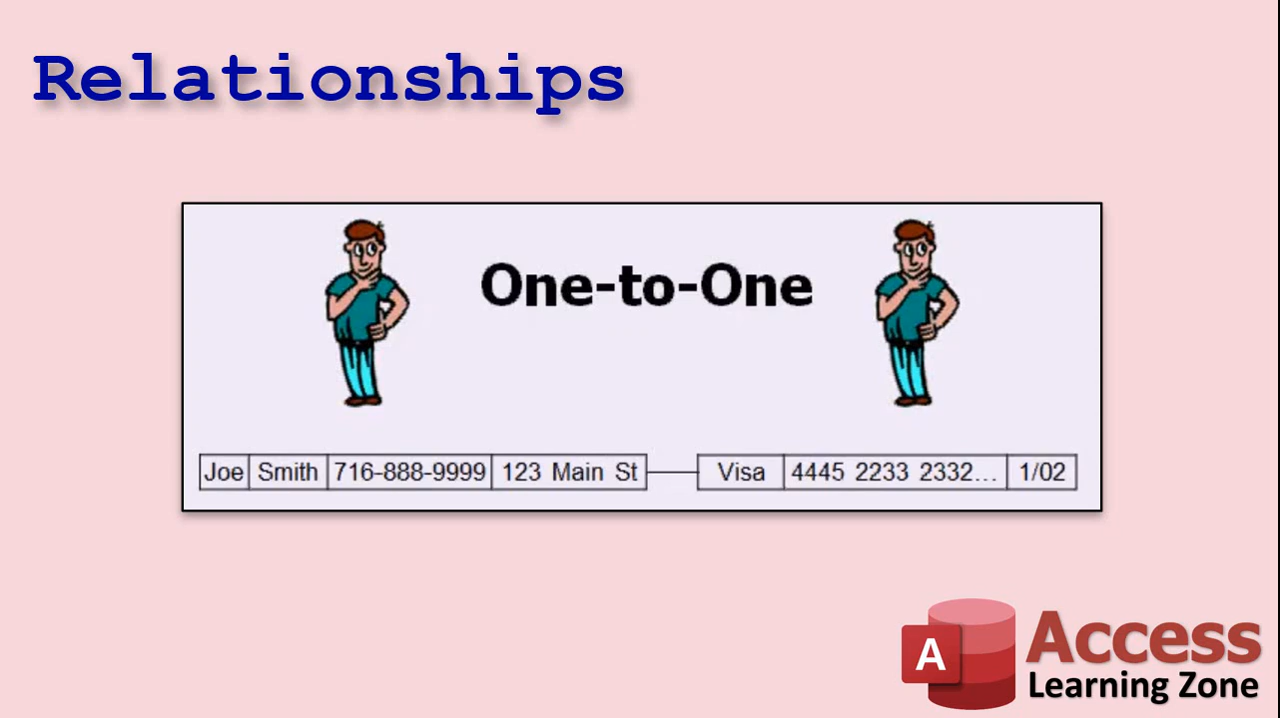 Relationships
One-to-One
Joe Smith 716-888-9999 123 Main St Visa 4445 2233 2332... 1/02
A Access
Learning Zone